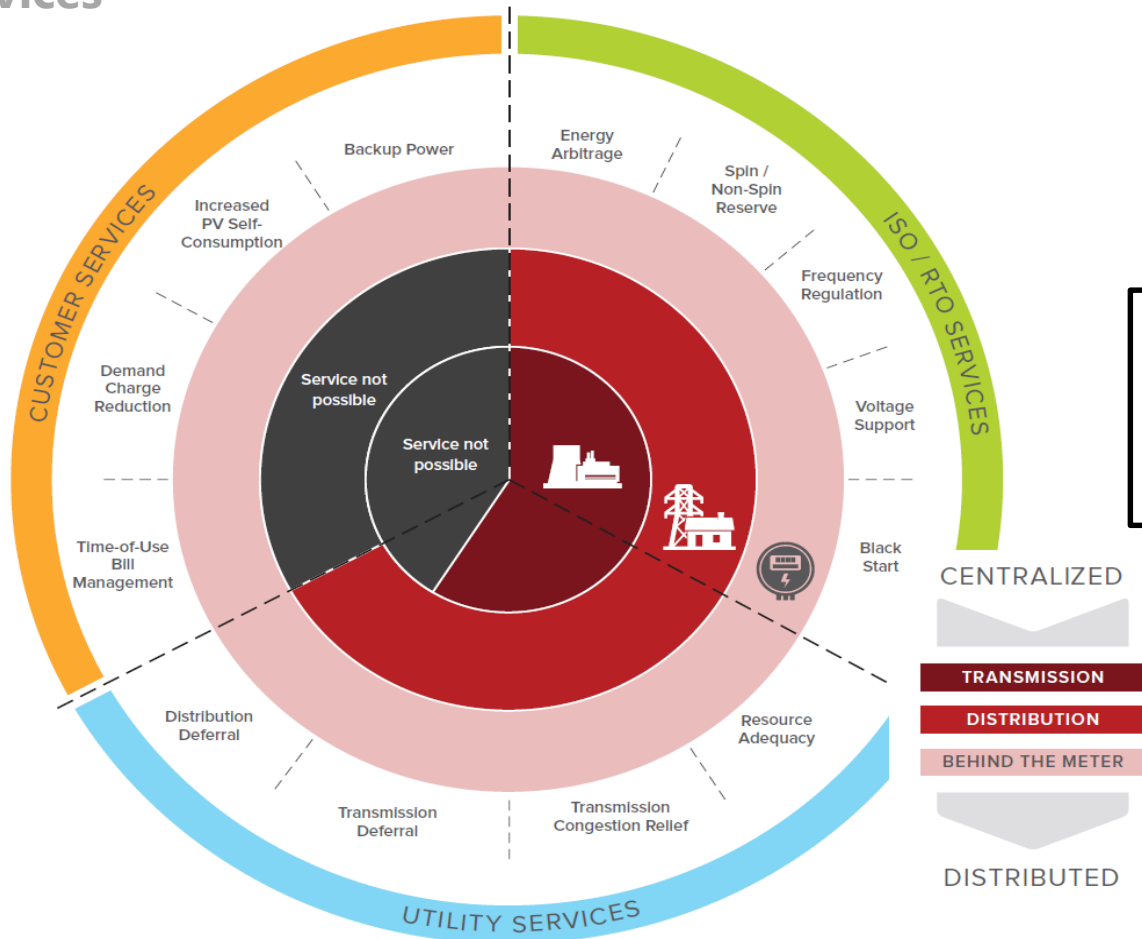 CUSTOMER SERVICES
ISO / RTO SERVICES
UTILITY SERVICES
Backup Power
Energy
Arbitrage
Spin /
Non-Spin
Reserve
Increased
PV Self-
Consumption
Frequency
Regulation
Demand
Charge
Reduction
Service not
possible
Service not
possible
Voltage
Support
Time-of-Use
Bill
Management
Black
Start
Distribution
Deferral
Resource
Adequacy
Transmission
Deferral
Transmission
Congestion Relief
CENTRALIZED
TRANSMISSION
DISTRIBUTION
BEHIND THE METER
DISTRIBUTED